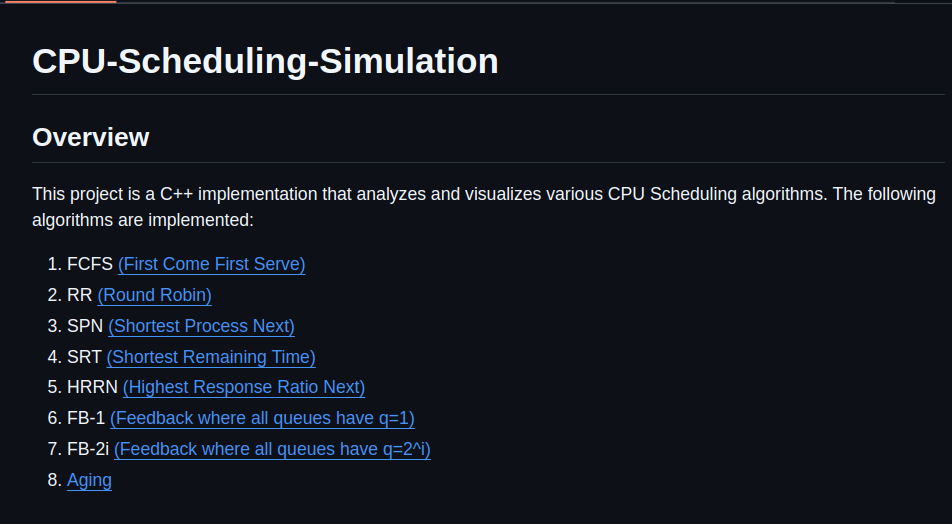 CPU-Scheduling-Simulation
Overview
This project is a C++ implementation that analyzes and visualizes various CPU Scheduling algorithms. The following
algorithms are implemented:
1. FCFS (First Come First Serve)
2. RR (Round Robin)
3. SPN (Shortest Process Next)
4. SRT (Shortest Remaining Time)
5. HRRN (Highest Response Ratio Next)
6. FB-1 (Feedback where all queues have q=1)
7. FB-2i (Feedback where all queues have q=2^i)
8. Aging